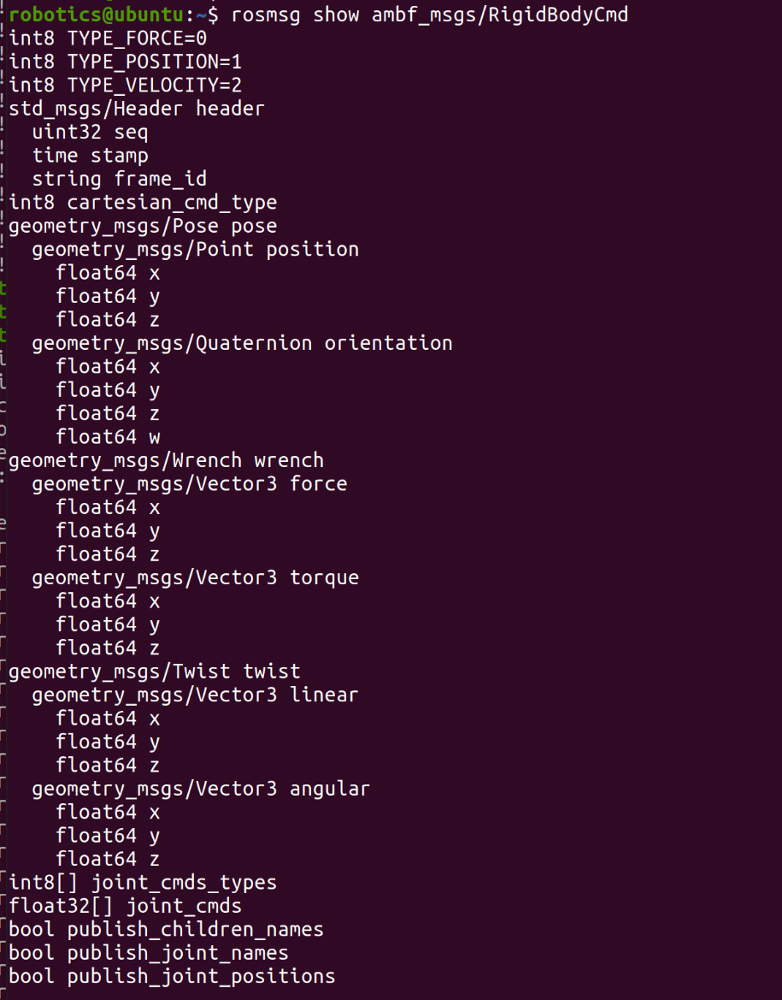 robotics@ubuntu:~$ rosmsg show ambf_msgs/RigidBodyCmd
int8 TYPE_FORCE=0
int8 TYPE_POSITION=1
int8 TYPE_VELOCITY=2
std_msgs/Header header
  uint32 seq
  time stamp
  string frame_id
int8 cartesian_cmd_type
geometry_msgs/Pose pose
  geometry_msgs/Point position
    float64 x
    float64 y
    float64 z
  geometry_msgs/Quaternion orientation
    float64 x
    float64 y
    float64 z
    float64 w
geometry_msgs/Wrench wrench
  geometry_msgs/Vector3 force
    float64 x
    float64 y
    float64 z
  geometry_msgs/Vector3 torque
    float64 x
    float64 y
    float64 z
geometry_msgs/Twist twist
  geometry_msgs/Vector3 linear
    float64 x
    float64 y
    float64 z
  geometry_msgs/Vector3 angular
    float64 x
    float64 y
    float64 z
int8[] joint_cmds_types
float32[] joint_cmds
bool publish_children_names
bool publish_joint_names
bool publish_joint_positions